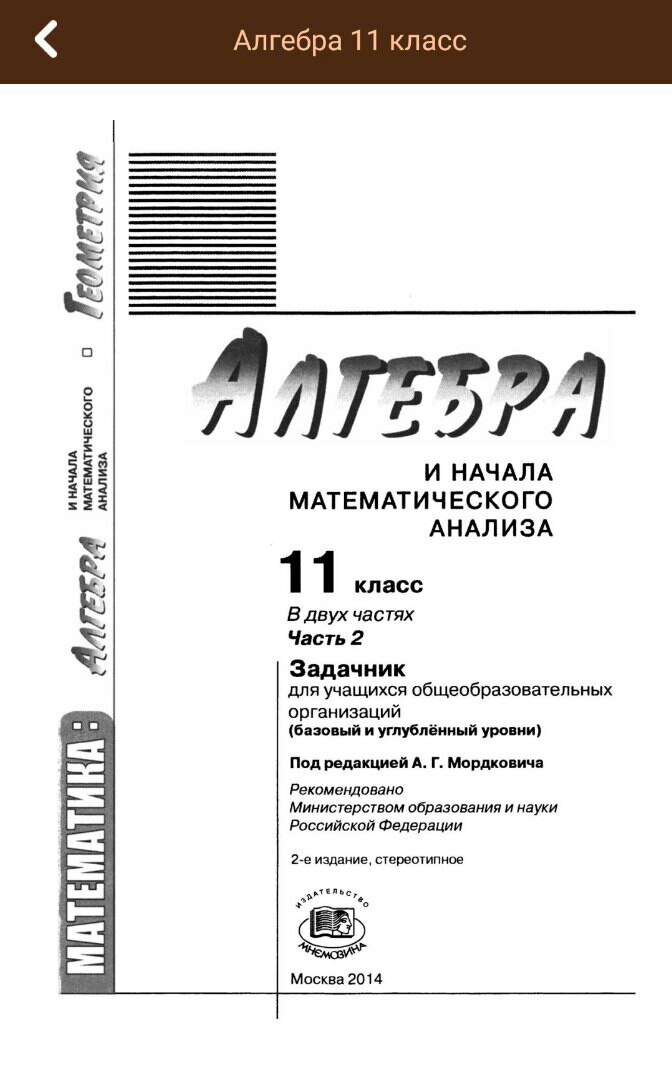 Алгебра 11 класс
МАТЕМАТИКА:
АЛГЕБРА
И НАЧАЛА
МАТЕМАТИЧЕСКОГО
АНАЛИЗА
ГЕОМЕТРИЯ
АЛГЕБРА
И НАЧАЛА
МАТЕМАТИЧЕСКОГО
АНАЛИЗА
11 класс
В двух частях
Часть 2
Задачник
для учащихся общеобразовательных
организаций
(базовый и углублённый уровни)
Под редакцией А. Г. Мордковича
Рекомендовано
Министерством образования и науки
Российской Федерации
2-е издание, стереотипное
ИЗДАТЕЛЬСТВО
МНЕМОЗИНА
Москва 2014